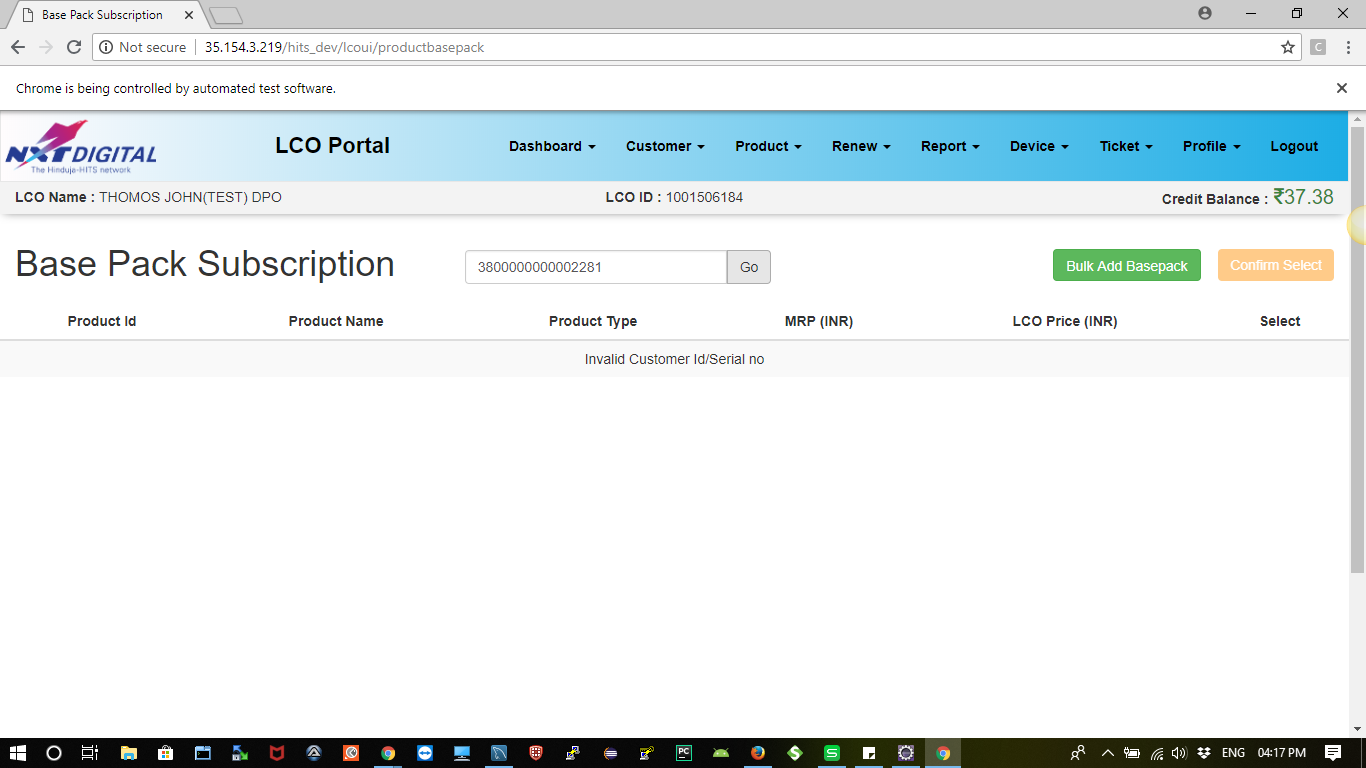 Base Pack Subscription
Not secure 35.154.3.219/hits_dev/lcoui/productbasepack
C
Chrome is being controlled by automated test software.
NXT DIGITAL
The Hinduja-HITS network
LCO Portal Dashboard Customer Product Renew Report Device Ticket Profile Logout
LCO Name : THOMOS JOHN(TEST) DPO LCO ID : 1001506184 Credit Balance : ₹37.38
Base Pack Subscription 3800000000002281 Go Bulk Add Basepack Confirm Select
Product Id Product Name Product Type MRP (INR) LCO Price (INR) Select
Invalid Customer Id/Serial no
PC S ENG 04:17 PM